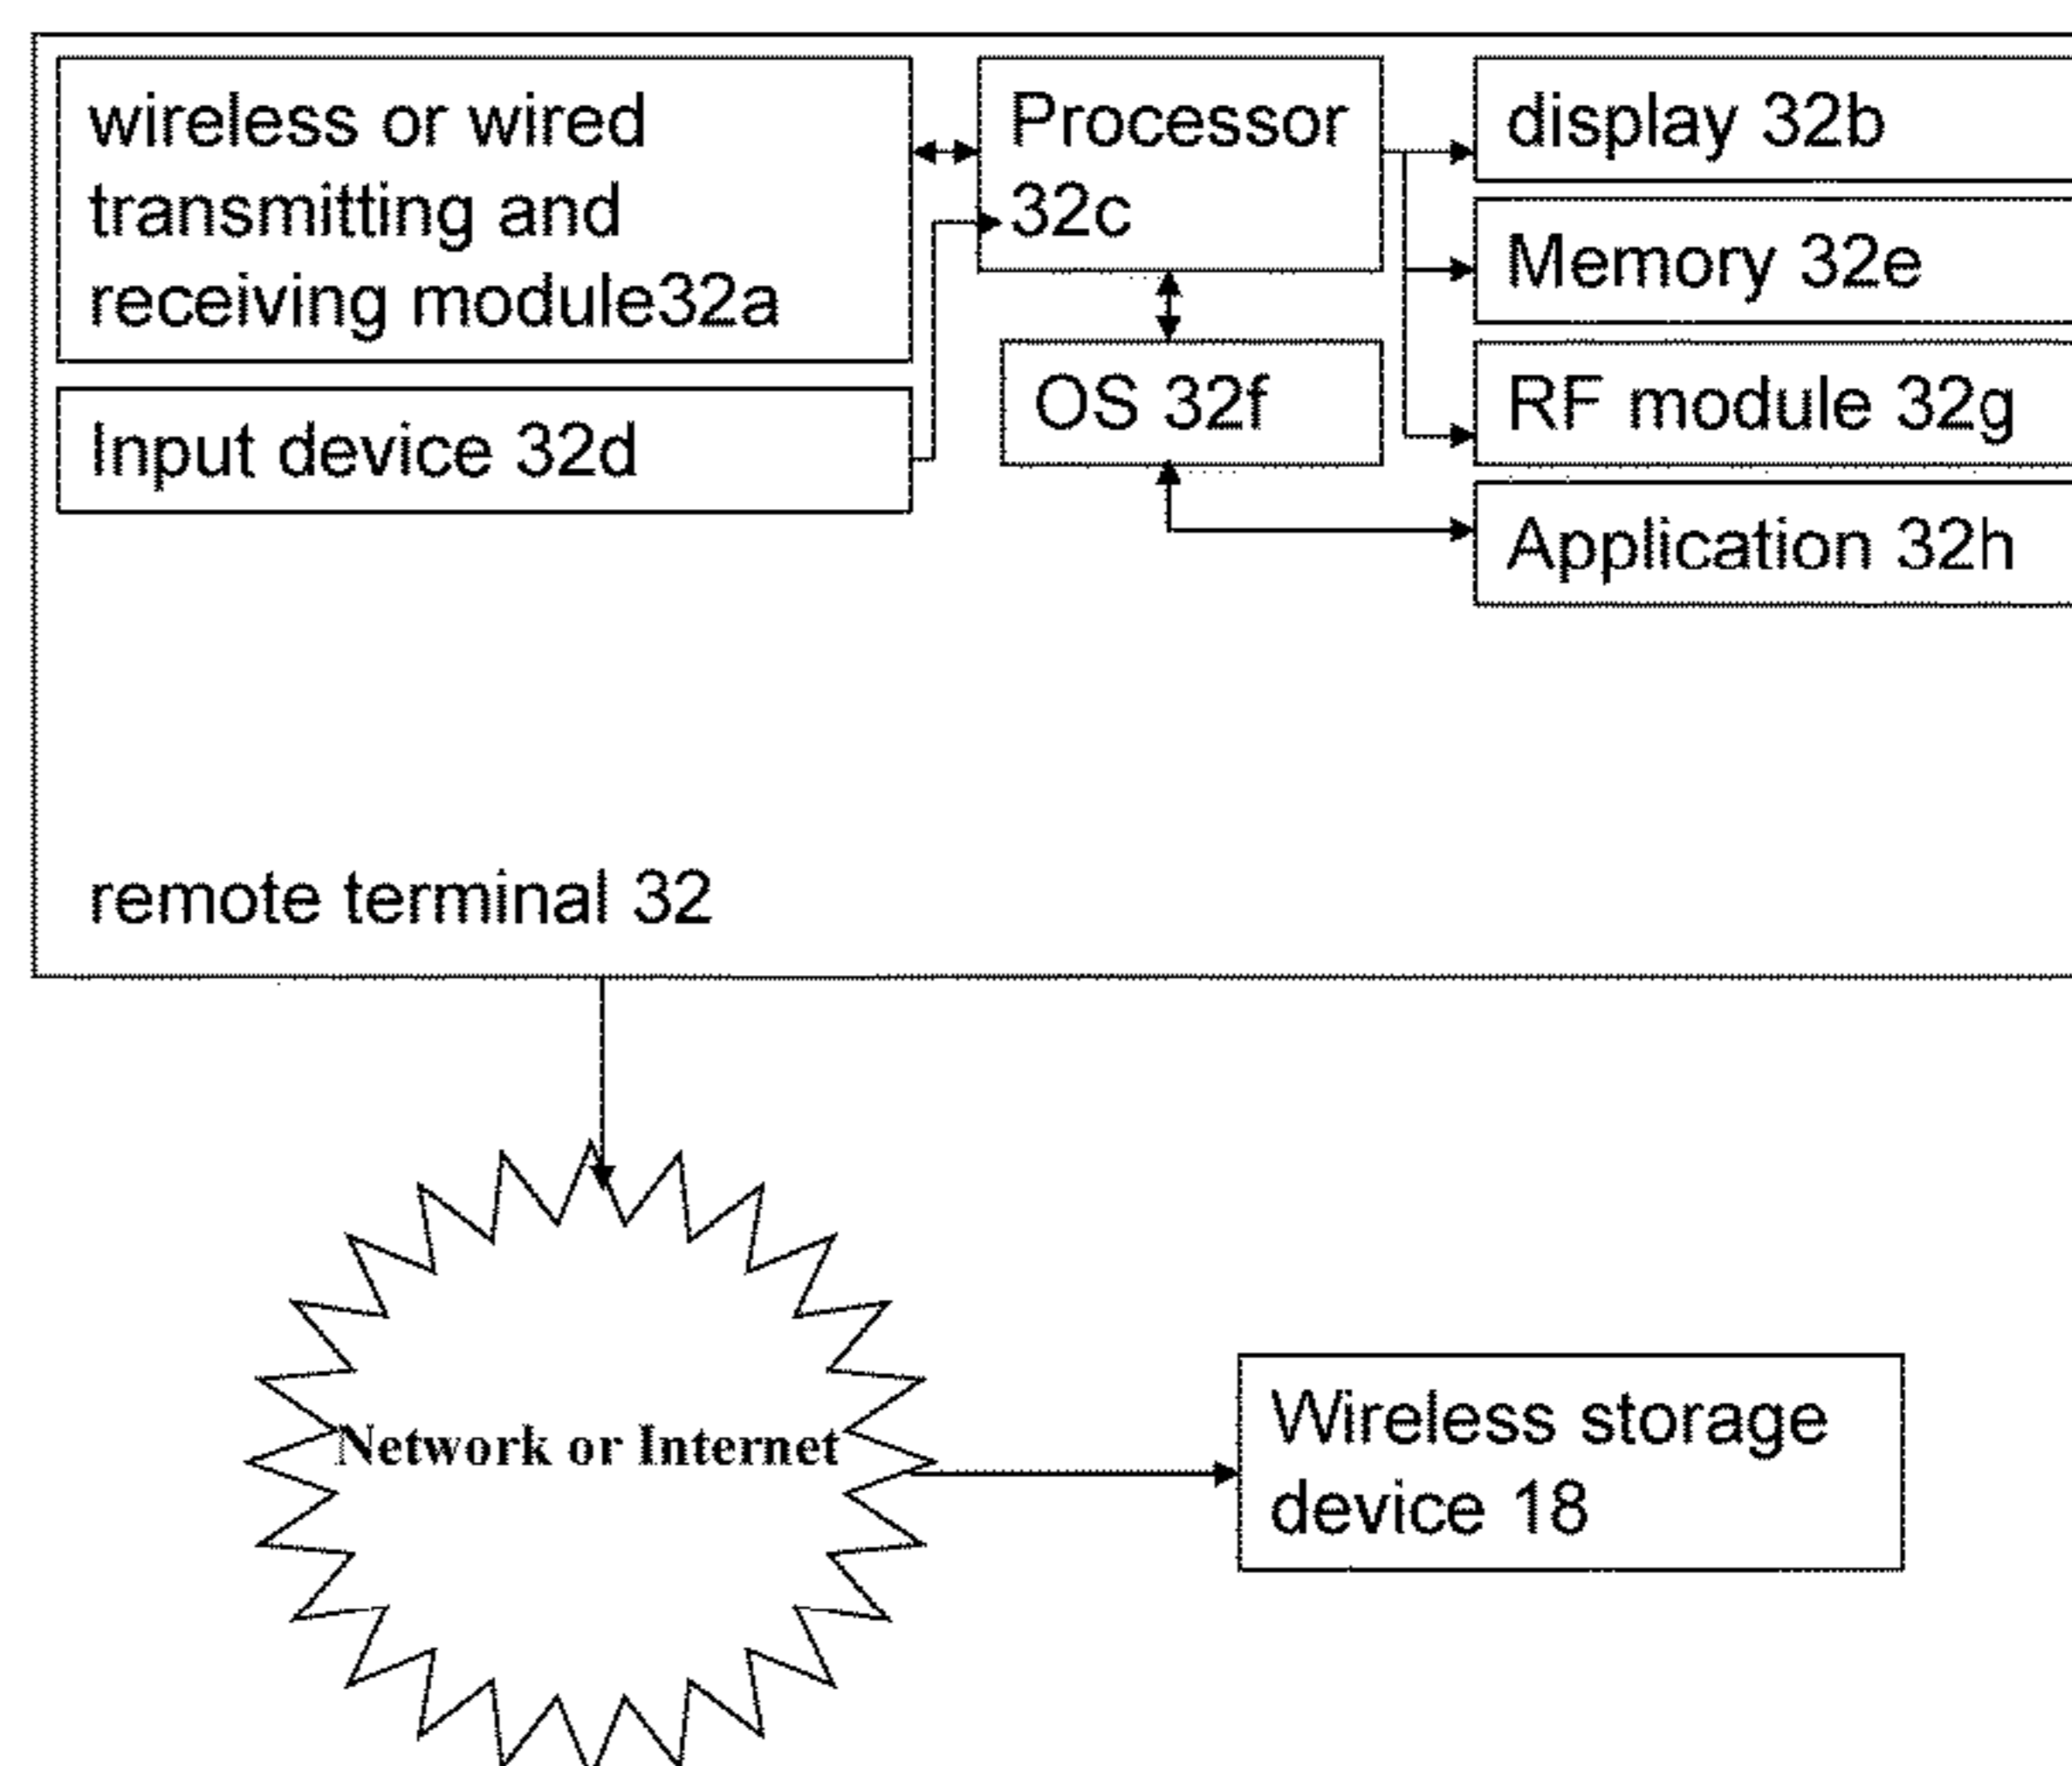 wireless or wired
transmitting and
receiving module32a
Input device 32d
Processor
32c
OS 32f
display 32b
Memory 32e
RF module 32g
Application 32h
remote terminal 32
Network or Internet
Wireless storage
device 18